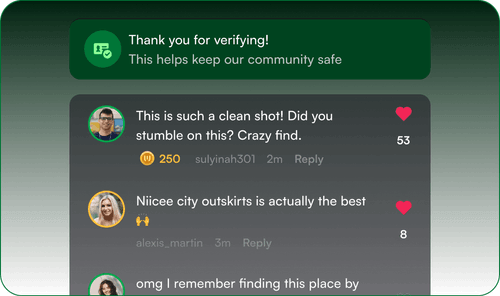 Thank you for verifying!
This helps keep our community safe
This is such a clean shot! Did you
stumble on this? Crazy find.
53
250 sulyinah301 2m Reply
Niicee city outskirts is actually the best
🙌
8
alexis_martin 3m Reply
omg I remember finding this place by